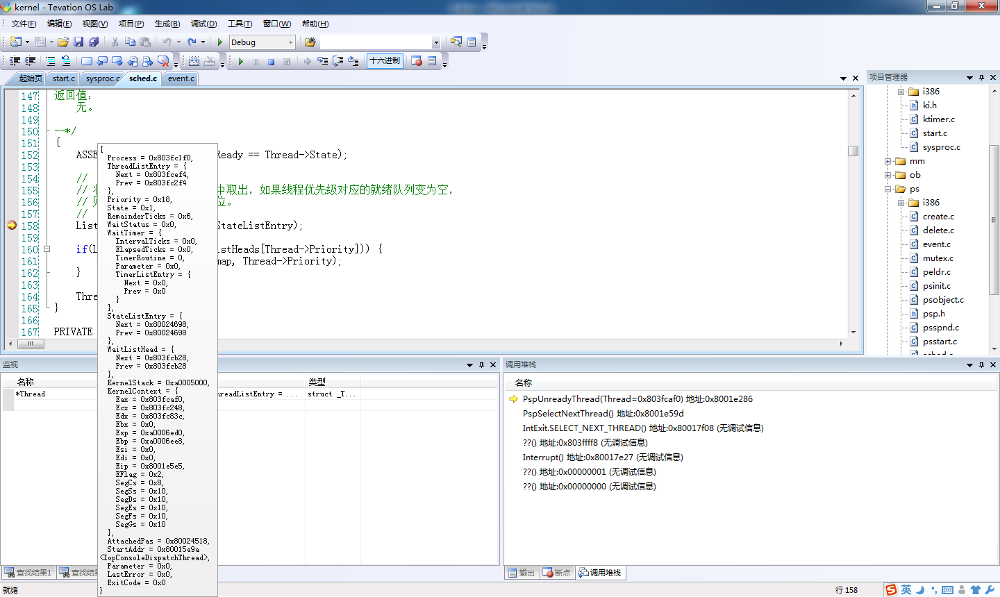 kernel - Tevation OS Lab
文件(F) 编辑(E) 视图(V) 项目(P) 生成(B) 调试(D) 工具(T) 窗口(W) 帮助(H)
Debug
十六进制
起始页 start.c sysproc.c sched.c event.c
147 返回值:
148 无。
149
150 --*/
151 {
152 ASSE Ready == Thread->State);
153
154 //
155 // 中取出, 如果线程优先级对应的就绪队列变为空,
156 // 位。
157 //
158 List StateListEntry);
159
160 if(L istHeads[Thread->Priority])) {
161 map, Thread->Priority);
162 }
163
164 Thre
165 }
166
167 PRIVATE
{
Process = 0x803fc1f0,
ThreadListEntry = {
Next = 0x803fcef4,
Prev = 0x803fc2f4
},
Priority = 0x18,
State = 0x1,
RemainderTicks = 0x6,
WaitStatus = 0x0,
WaitTimer = {
IntervalTicks = 0x0,
ElapsedTicks = 0x0,
TimerRoutine = 0,
Parameter = 0x0,
TimerListEntry = {
Next = 0x0,
Prev = 0x0
}
},
StateListEntry = {
Next = 0x80024698,
Prev = 0x80024698
},
WaitListHead = {
Next = 0x803fcb28,
Prev = 0x803fcb28
},
KernelStack = 0xa0005000,
KernelContext = {
Eax = 0x803fcaf0,
Ecx = 0x803fc248,
Edx = 0x803fc83c,
Ebx = 0x0,
Esp = 0xa0006ed0,
Ebp = 0xa0006ee8,
Esi = 0x0,
Edi = 0x0,
Eip = 0x8001e5e5,
EFlag = 0x2,
SegCs = 0x8,
SegSs = 0x10,
SegDs = 0x10,
SegEs = 0x10,
SegFs = 0x10,
SegGs = 0x10
},
AttachedPas = 0x80024518,
StartAddr = 0x80015e9a
<IopConsoleDispatchThread>,
Parameter = 0x0,
LastError = 0x0,
ExitCode = 0x0
}
项目管理器
i386
ki.h
ktimer.c
start.c
sysproc.c
mm
ob
ps
i386
create.c
delete.c
event.c
mutex.c
peldr.c
psinit.c
psobject.c
psp.h
psspnd.c
psstart.c
sched.c
监视
名称 类型
*Thread hreadListEntry = ... struct _T...
查找结果1 查找结
调用堆栈
名称
PspUnreadyThread(Thread=0x803fcaf0) 地址:0x8001e286
PspSelectNextThread() 地址:0x8001e59d
IntExit.SELECT_NEXT_THREAD() 地址:0x80017f08 (无调试信息)
??() 地址:0x803ffff8 (无调试信息)
Interrupt() 地址:0x80017e27 (无调试信息)
??() 地址:0x00000001 (无调试信息)
??() 地址:0x00000000 (无调试信息)
输出 断点 调用堆栈
就绪 行 158 英